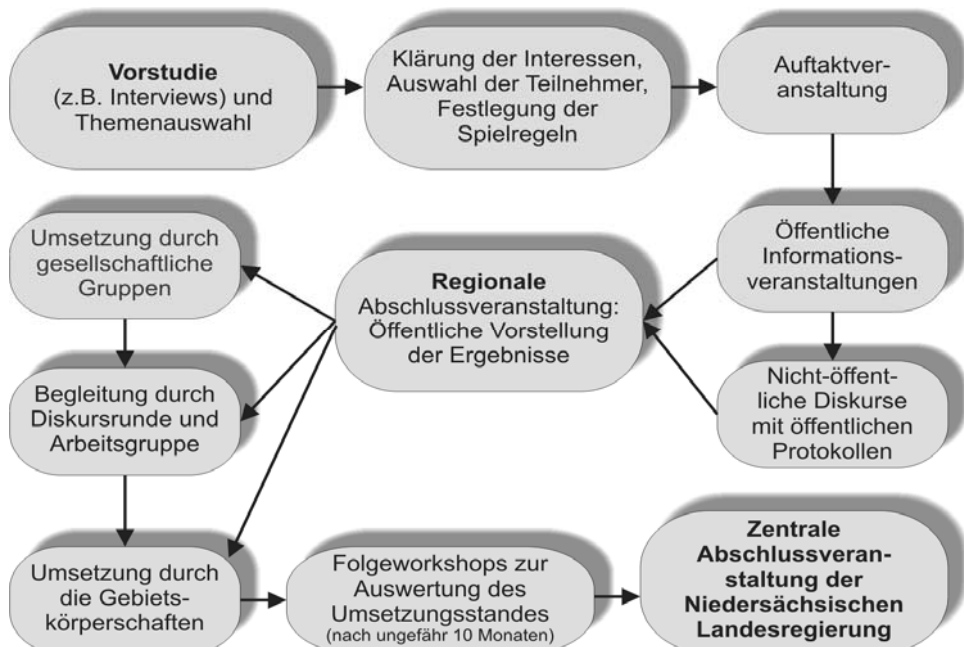 Vorstudie
(z.B. Interviews) und
Themenauswahl
Klärung der Interessen,
Auswahl der Teilnehmer,
Festlegung der
Spielregeln
Auftaktver-
anstaltung
Öffentliche
Informations-
veranstaltungen
Nicht-öffent-
liche Diskurse
mit öffentlichen
Protokollen
Regionale
Abschlussveranstaltung:
Öffentliche Vorstellung
der Ergebnisse
Umsetzung durch
gesellschaftliche
Gruppen
Begleitung durch
Diskursrunde und
Arbeitsgruppe
Umsetzung durch
die Gebiets-
körperschaften
Folgeworkshops zur
Auswertung des
Umsetzungsstandes
(nach ungefähr 10 Monaten)
Zentrale
Abschlussveran-
staltung der
Niedersächsischen
Landesregierung